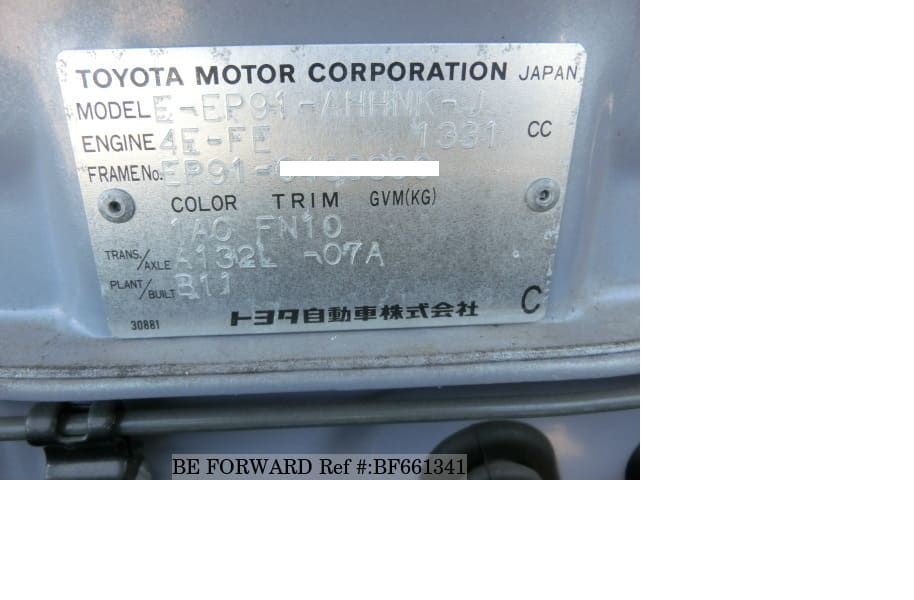 TOYOTA MOTOR CORPORATION JAPAN
MODEL E-EP91-AHHNK-J
ENGINE 4E-FE 1331 CC
FRAME No. EP91-
COLOR TRIM GVM(KG)
1A0 FN10
TRANS./AXLE A132L -07A
PLANT/BUILT B11
30881 トヨタ自動車株式会社 C
BE FORWARD Ref #:BF661341